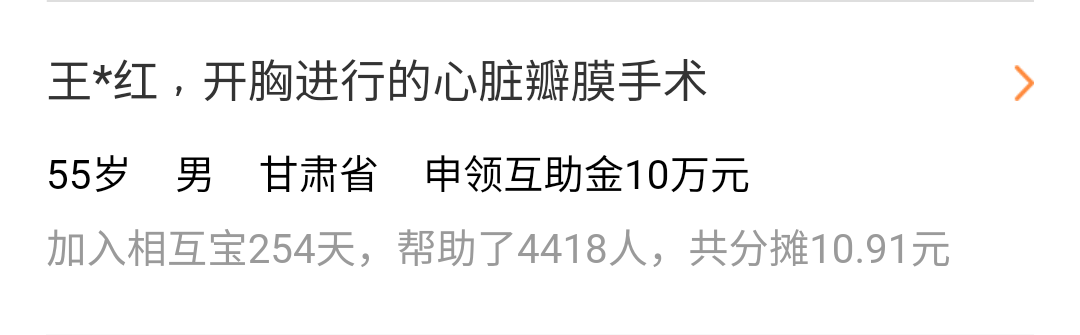 王*红，开胸进行的心脏瓣膜手术
55岁 男 甘肃省 申领互助金10万元
加入相互宝254天，帮助了4418人，共分摊10.91元